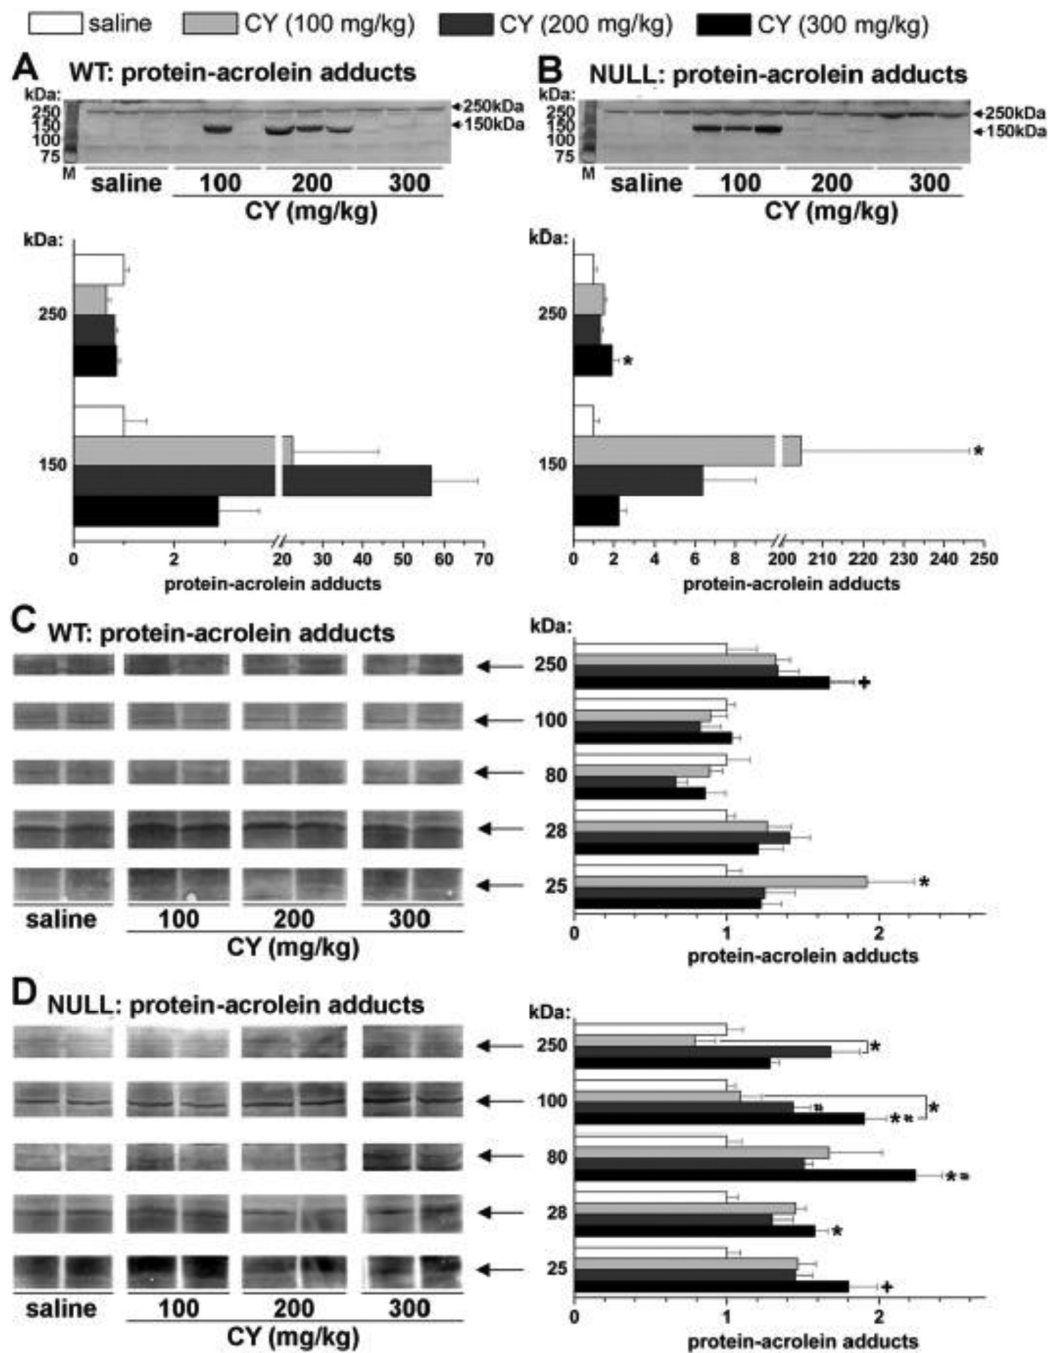 saline CY (100 mg/kg) CY (200 mg/kg) CY (300 mg/kg)
A WT: protein-acrolein adducts
kDa:
250
150
100
75
M
250kDa
150kDa
saline 100 200 300
CY (mg/kg)
B NULL: protein-acrolein adducts
kDa:
250
150
100
75
M
250kDa
150kDa
saline 100 200 300
CY (mg/kg)
kDa:
250
150
0 2 20 30 40 50 60 70
protein-acrolein adducts
kDa:
250
*
150
*
0 2 4 6 8 200 210 220 230 240 250
protein-acrolein adducts
C WT: protein-acrolein adducts
kDa:
250
+
100
80
28
25
*
saline 100 200 300
CY (mg/kg)
0 1 2
protein-acrolein adducts
D NULL: protein-acrolein adducts
kDa:
250
*
100
*
*
80
*
28
*
25
+
saline 100 200 300
CY (mg/kg)
0 1 2
protein-acrolein adducts